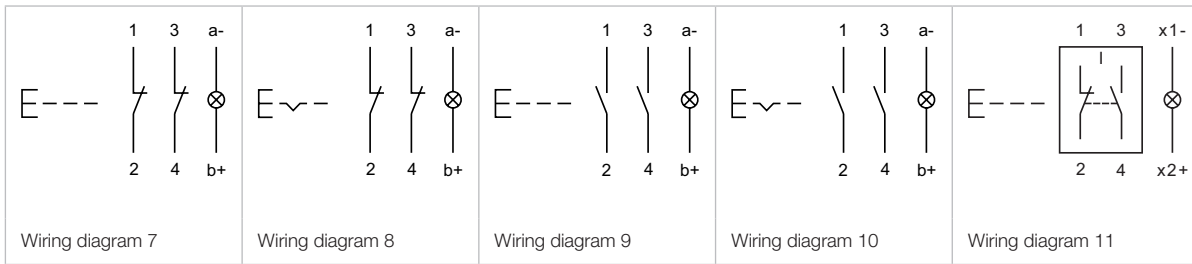 1 3 a-
2 4 b+
Wiring diagram 7
1 3 a-
2 4 b+
Wiring diagram 8
1 3 a-
2 4 b+
Wiring diagram 9
1 3 a-
2 4 b+
Wiring diagram 10
1 3 x1-
2 4 x2+
Wiring diagram 11